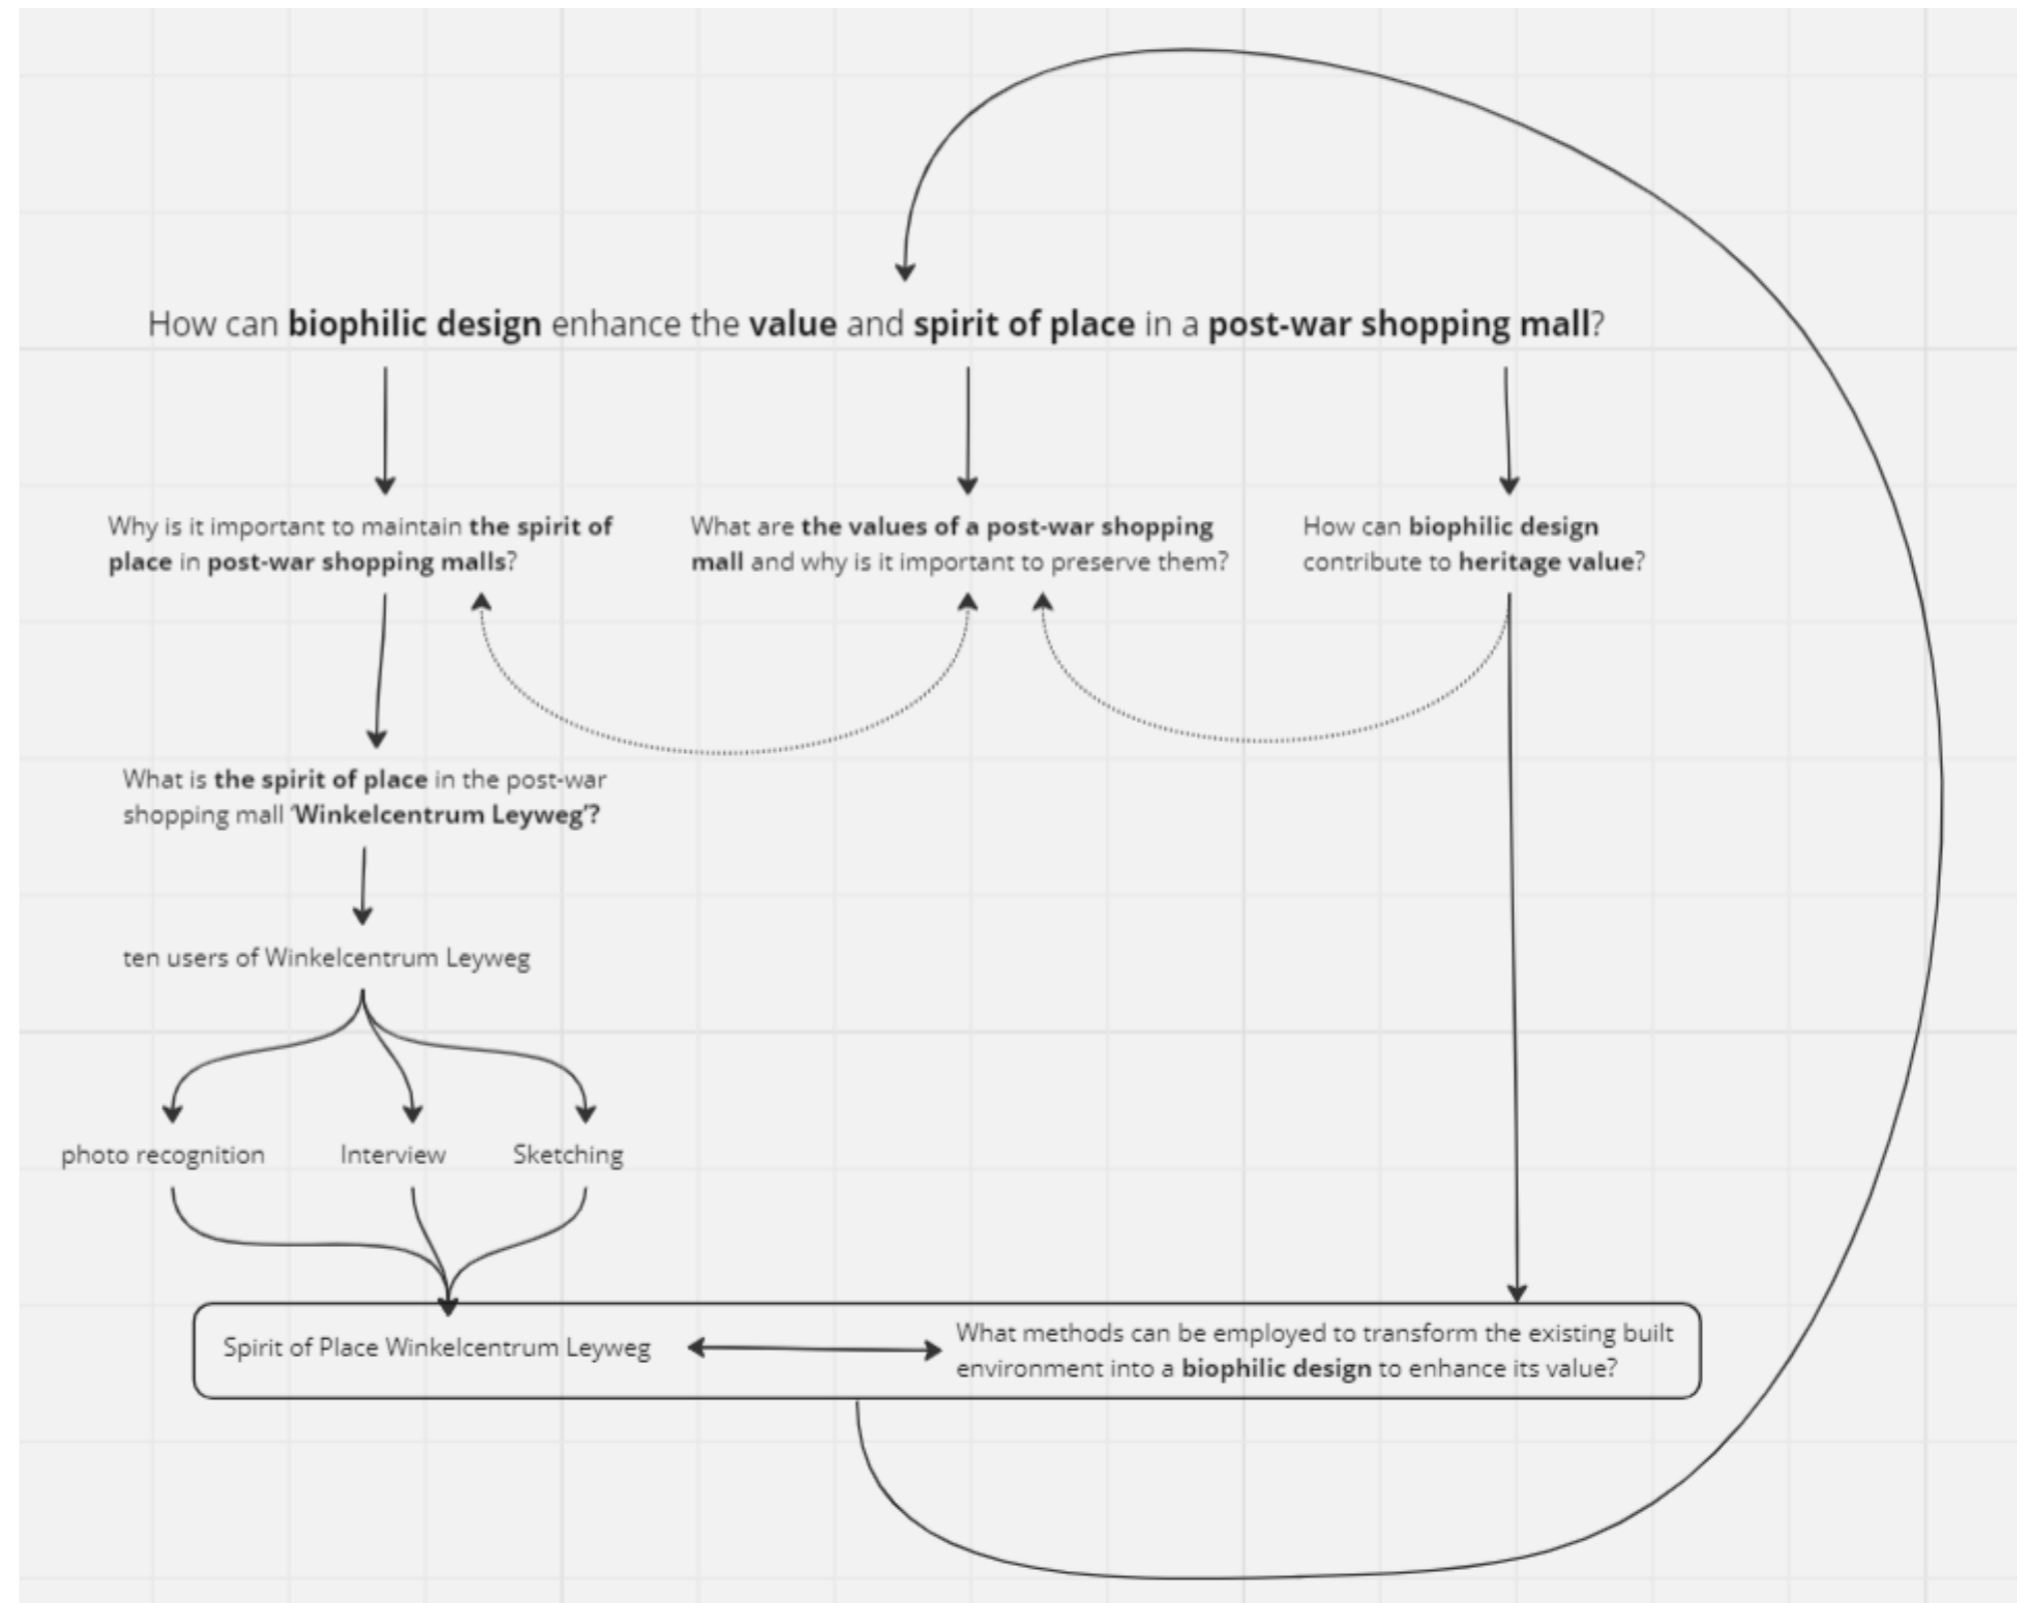 How can biophilic design enhance the value and spirit of place in a post-war shopping mall?
Why is it important to maintain the spirit of
place in post-war shopping malls?
What are the values of a post-war shopping
mall and why is it important to preserve them?
How can biophilic design
contribute to heritage value?
What is the spirit of place in the post-war
shopping mall ‘Winkelcentrum Leyweg’?
ten users of Winkelcentrum Leyweg
photo recognition
Interview
Sketching
Spirit of Place Winkelcentrum Leyweg
What methods can be employed to transform the existing built
environment into a biophilic design to enhance its value?